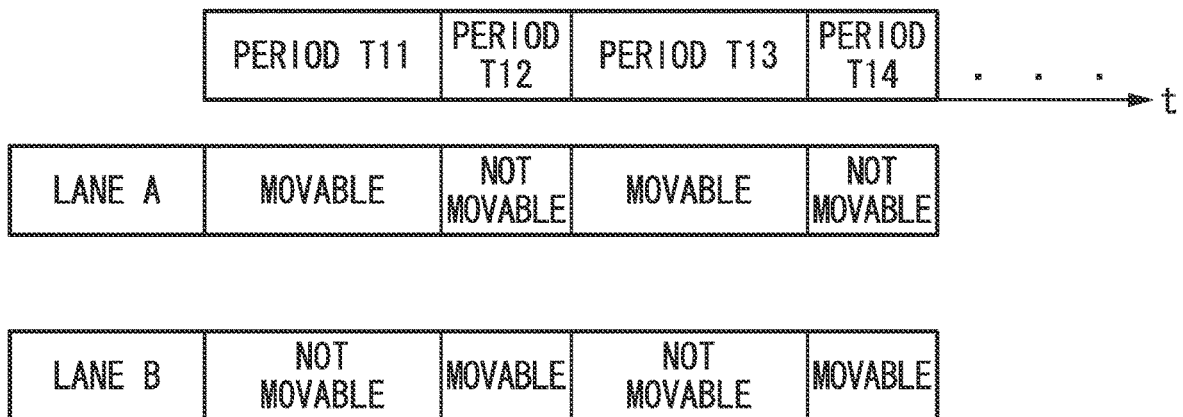 PERIOD T11
PERIOD
T12
PERIOD T13
PERIOD
T14
. . .
t
LANE A
MOVABLE
NOT
MOVABLE
MOVABLE
NOT
MOVABLE
LANE B
NOT
MOVABLE
MOVABLE
NOT
MOVABLE
MOVABLE